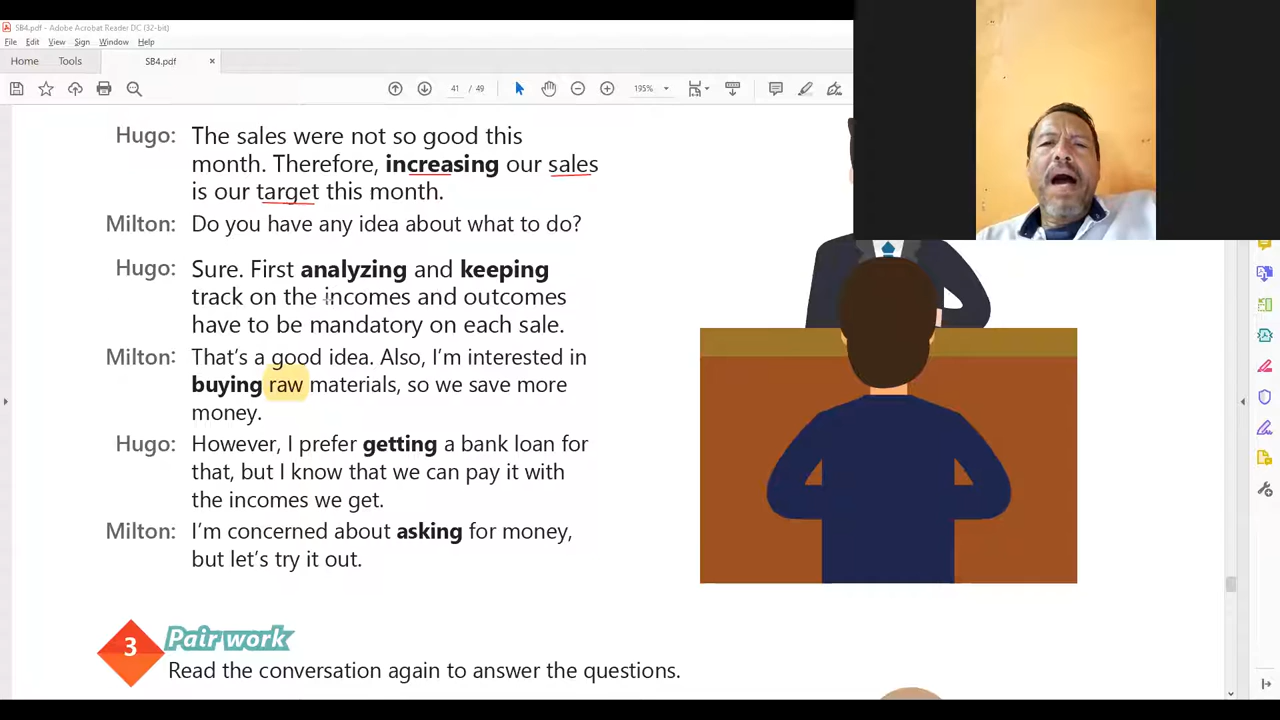 SB4.pdf - Adobe Acrobat Reader DC (32-bit)
File Edit View Sign Window Help
Home Tools SB4.pdf ×
41 / 49 195%
Hugo: The sales were not so good this
month. Therefore, increasing our sales
is our target this month.
Milton: Do you have any idea about what to do?
Hugo: Sure. First analyzing and keeping
track on the incomes and outcomes
have to be mandatory on each sale.
Milton: That's a good idea. Also, I'm interested in
buying raw materials, so we save more
money.
Hugo: However, I prefer getting a bank loan for
that, but I know that we can pay it with
the incomes we get.
Milton: I'm concerned about asking for money,
but let's try it out.
3 Pair work
Read the conversation again to answer the questions.